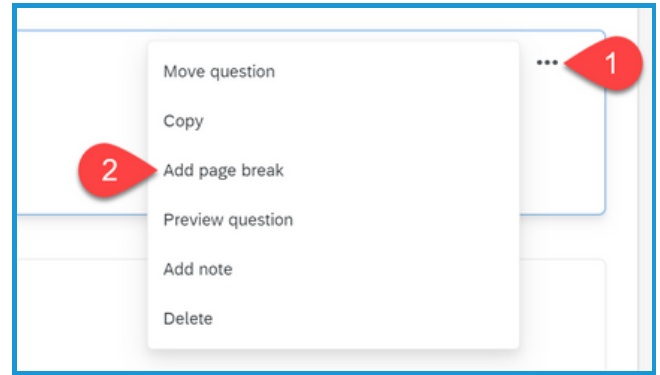 Move question
••• 1
Copy
2 Add page break
Preview question
Add note
Delete